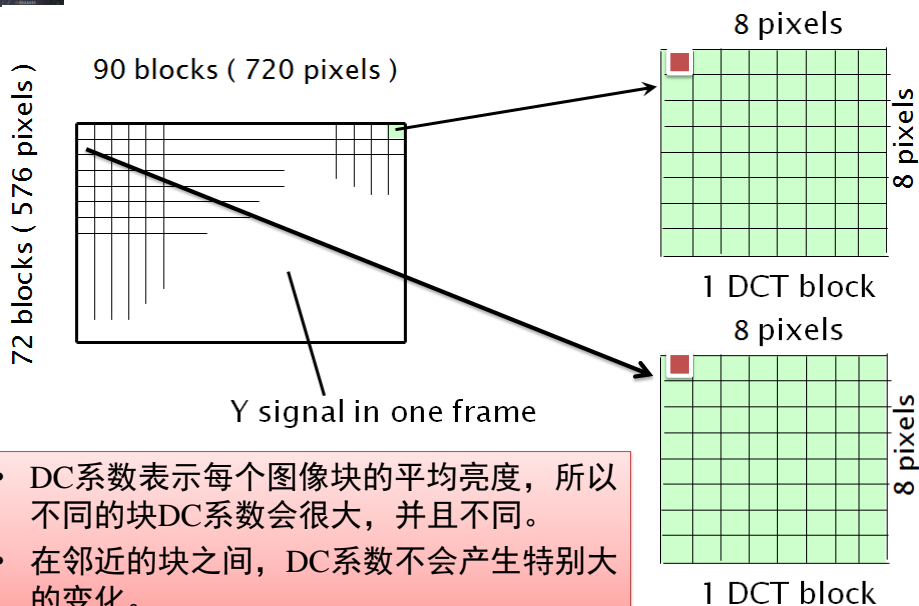 8 pixels
90 blocks ( 720 pixels )
72 blocks ( 576 pixels )
8 pixels
1 DCT block
8 pixels
Y signal in one frame
8 pixels
• DC系数表示每个图像块的平均亮度，所以
不同的块DC系数会很大，并且不同。
• 在邻近的块之间，DC系数不会产生特别大
的变化。
1 DCT block